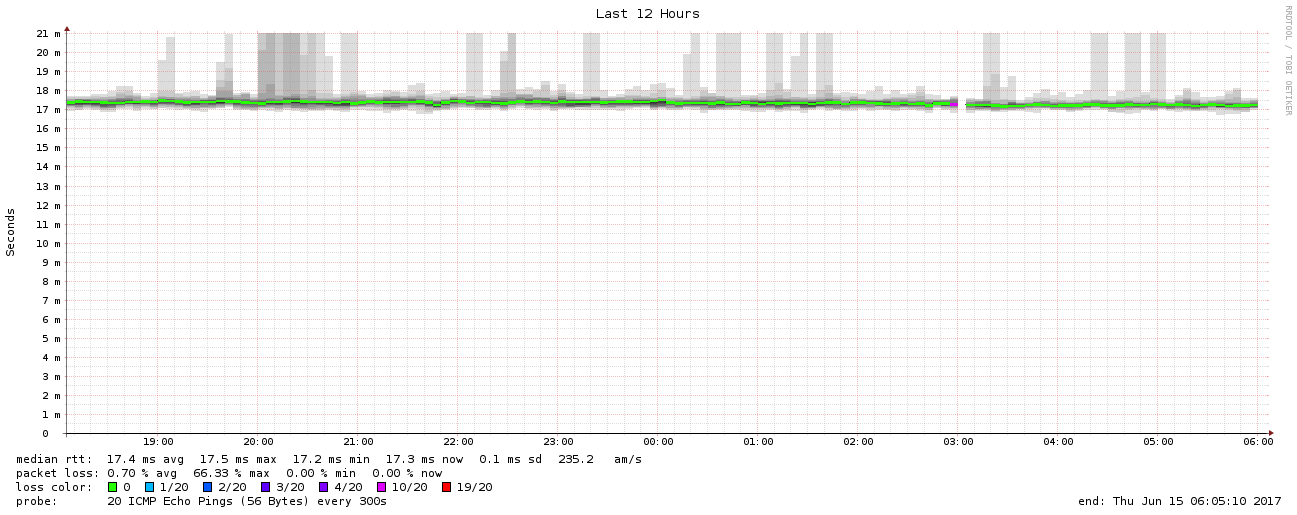 Last 12 Hours
RRDTOOL / TOBI OETIKER
Seconds
21 m
20 m
19 m
18 m
17 m
16 m
15 m
14 m
13 m
12 m
11 m
10 m
9 m
8 m
7 m
6 m
5 m
4 m
3 m
2 m
1 m
0
19:00 20:00 21:00 22:00 23:00 00:00 01:00 02:00 03:00 04:00 05:00 06:00
median rtt: 17.4 ms avg 17.5 ms max 17.2 ms min 17.3 ms now 0.1 ms sd 235.2 am/s
packet loss: 0.70 % avg 66.33 % max 0.00 % min 0.00 % now
loss color: 0 1/20 2/20 3/20 4/20 10/20 19/20
probe: 20 ICMP Echo Pings (56 Bytes) every 300s end: Thu Jun 15 06:05:10 2017